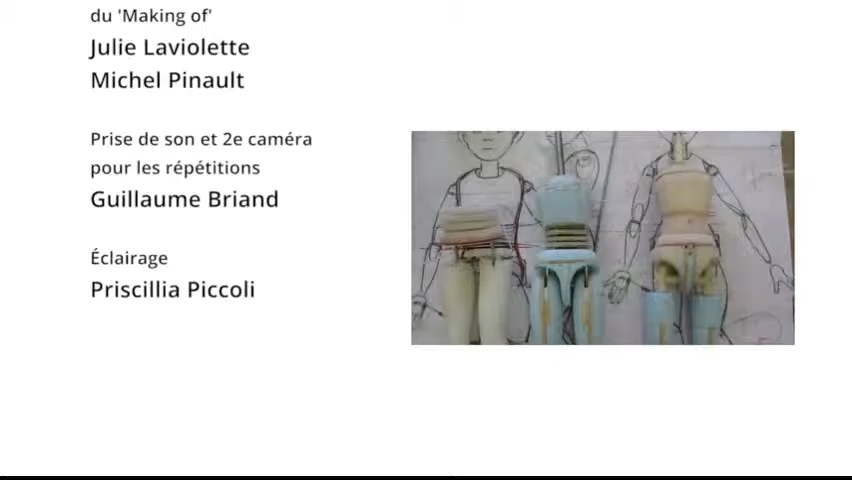 du 'Making of'
Julie Laviolette
Michel Pinault
Prise de son et 2e caméra
pour les répétitions
Guillaume Briand
Éclairage
Priscillia Piccoli